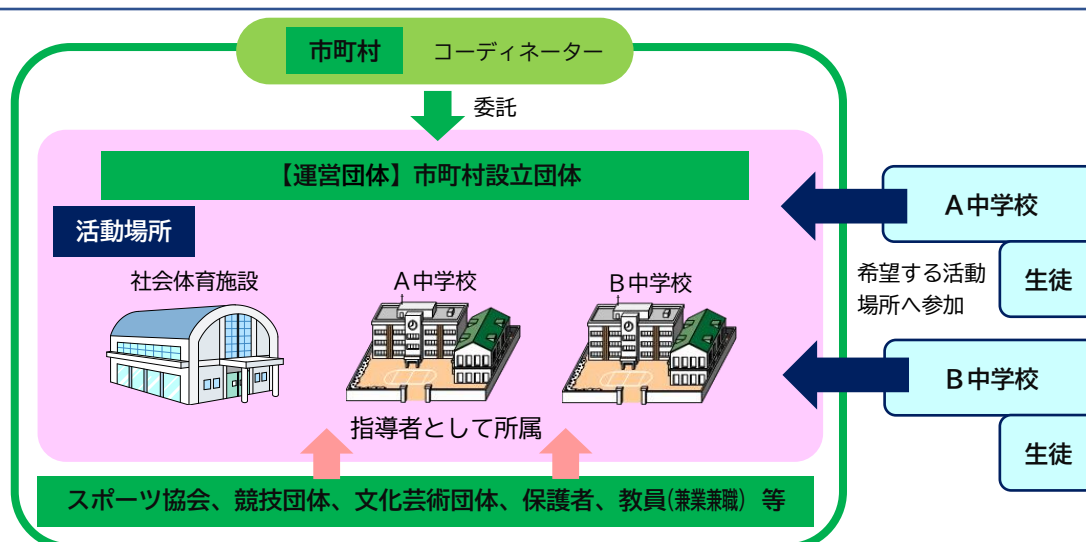 市町村 コーディネーター
委託
【運営団体】市町村設立団体
活動場所
社会体育施設
A中学校
B中学校
指導者として所属
スポーツ協会、競技団体、文化芸術団体、保護者、教員(兼業兼職) 等
A中学校
生徒
希望する活動
場所へ参加
B中学校
生徒